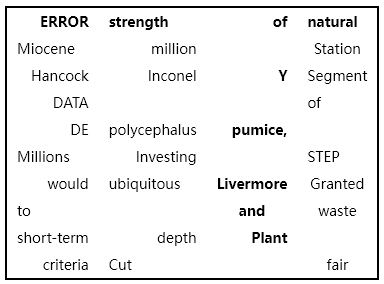 ERROR strength of natural
Miocene million Station
Hancock Inconel Y Segment
DATA of
DE polycephalus pumice,
Millions Investing STEP
would ubiquitous Livermore Granted
to and waste
short-term depth Plant
criteria Cut fair